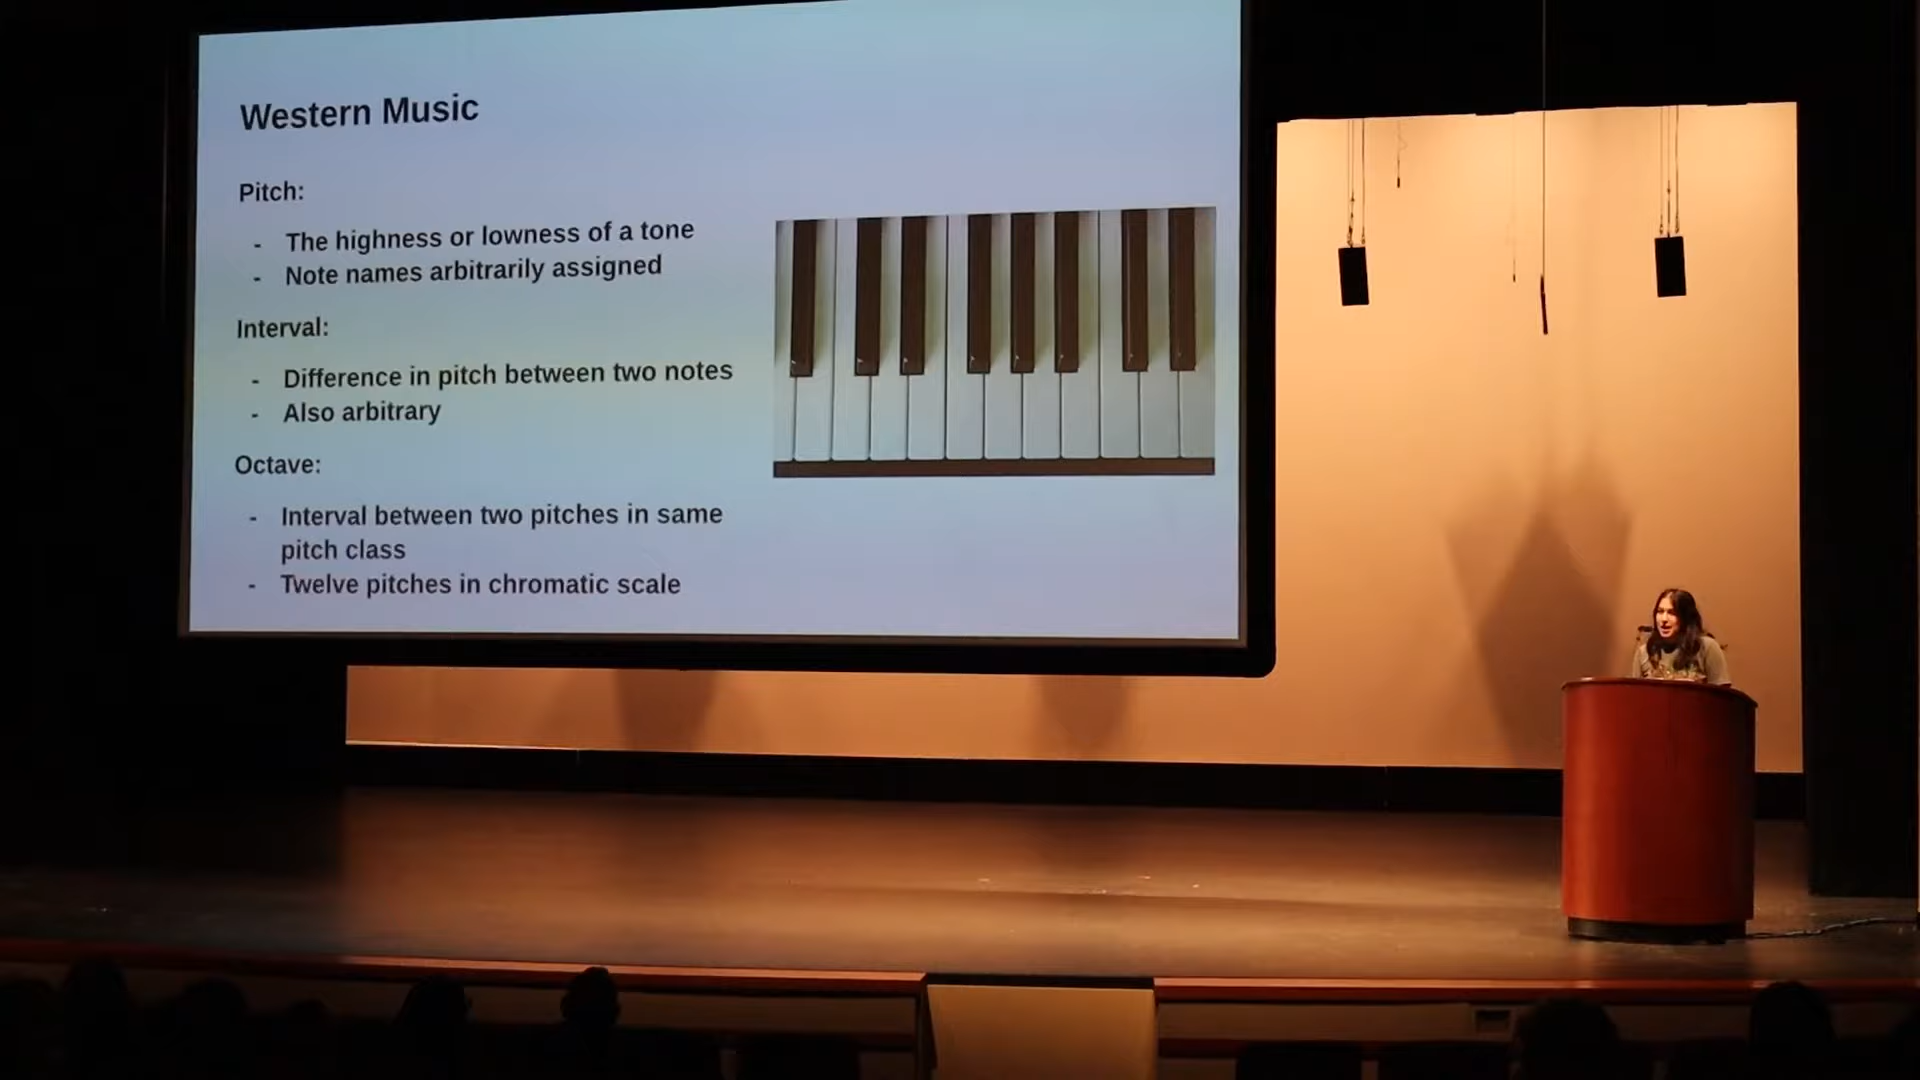 Western Music
Pitch:
- The highness or lowness of a tone
- Note names arbitrarily assigned
Interval:
- Difference in pitch between two notes
- Also arbitrary
Octave:
- Interval between two pitches in same
pitch class
- Twelve pitches in chromatic scale